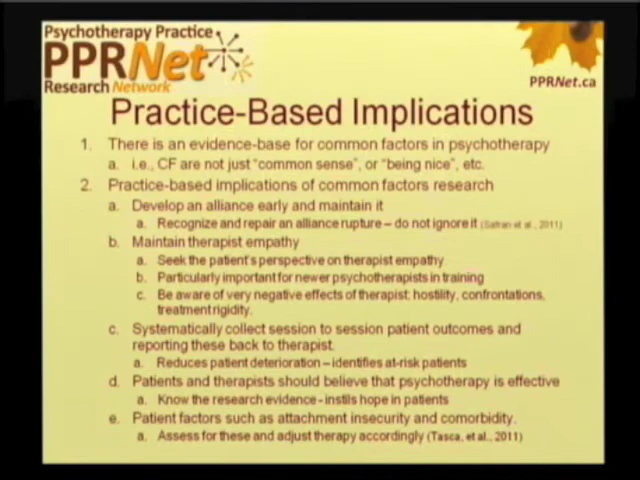 Psychotherapy Practice
PPRNet
Research Network
PPRNet.ca
Practice-Based Implications
1. There is an evidence-base for common factors in psychotherapy
a. i.e., CF are not just "common sense", or "being nice", etc.
2. Practice-based implications of common factors research
a. Develop an alliance early and maintain it
a. Recognize and repair an alliance rupture – do not ignore it (Safran et al., 2011)
b. Maintain therapist empathy
a. Seek the patient's perspective on therapist empathy
b. Particularly important for newer psychotherapists in training
c. Be aware of very negative effects of therapist: hostility, confrontations,
treatment rigidity.
c. Systematically collect session to session patient outcomes and
reporting these back to therapist.
a. Reduces patient deterioration – identifies at-risk patients
d. Patients and therapists should believe that psychotherapy is effective
a. Know the research evidence - instils hope in patients
e. Patient factors such as attachment insecurity and comorbidity.
a. Assess for these and adjust therapy accordingly (Tasca, et al., 2011)